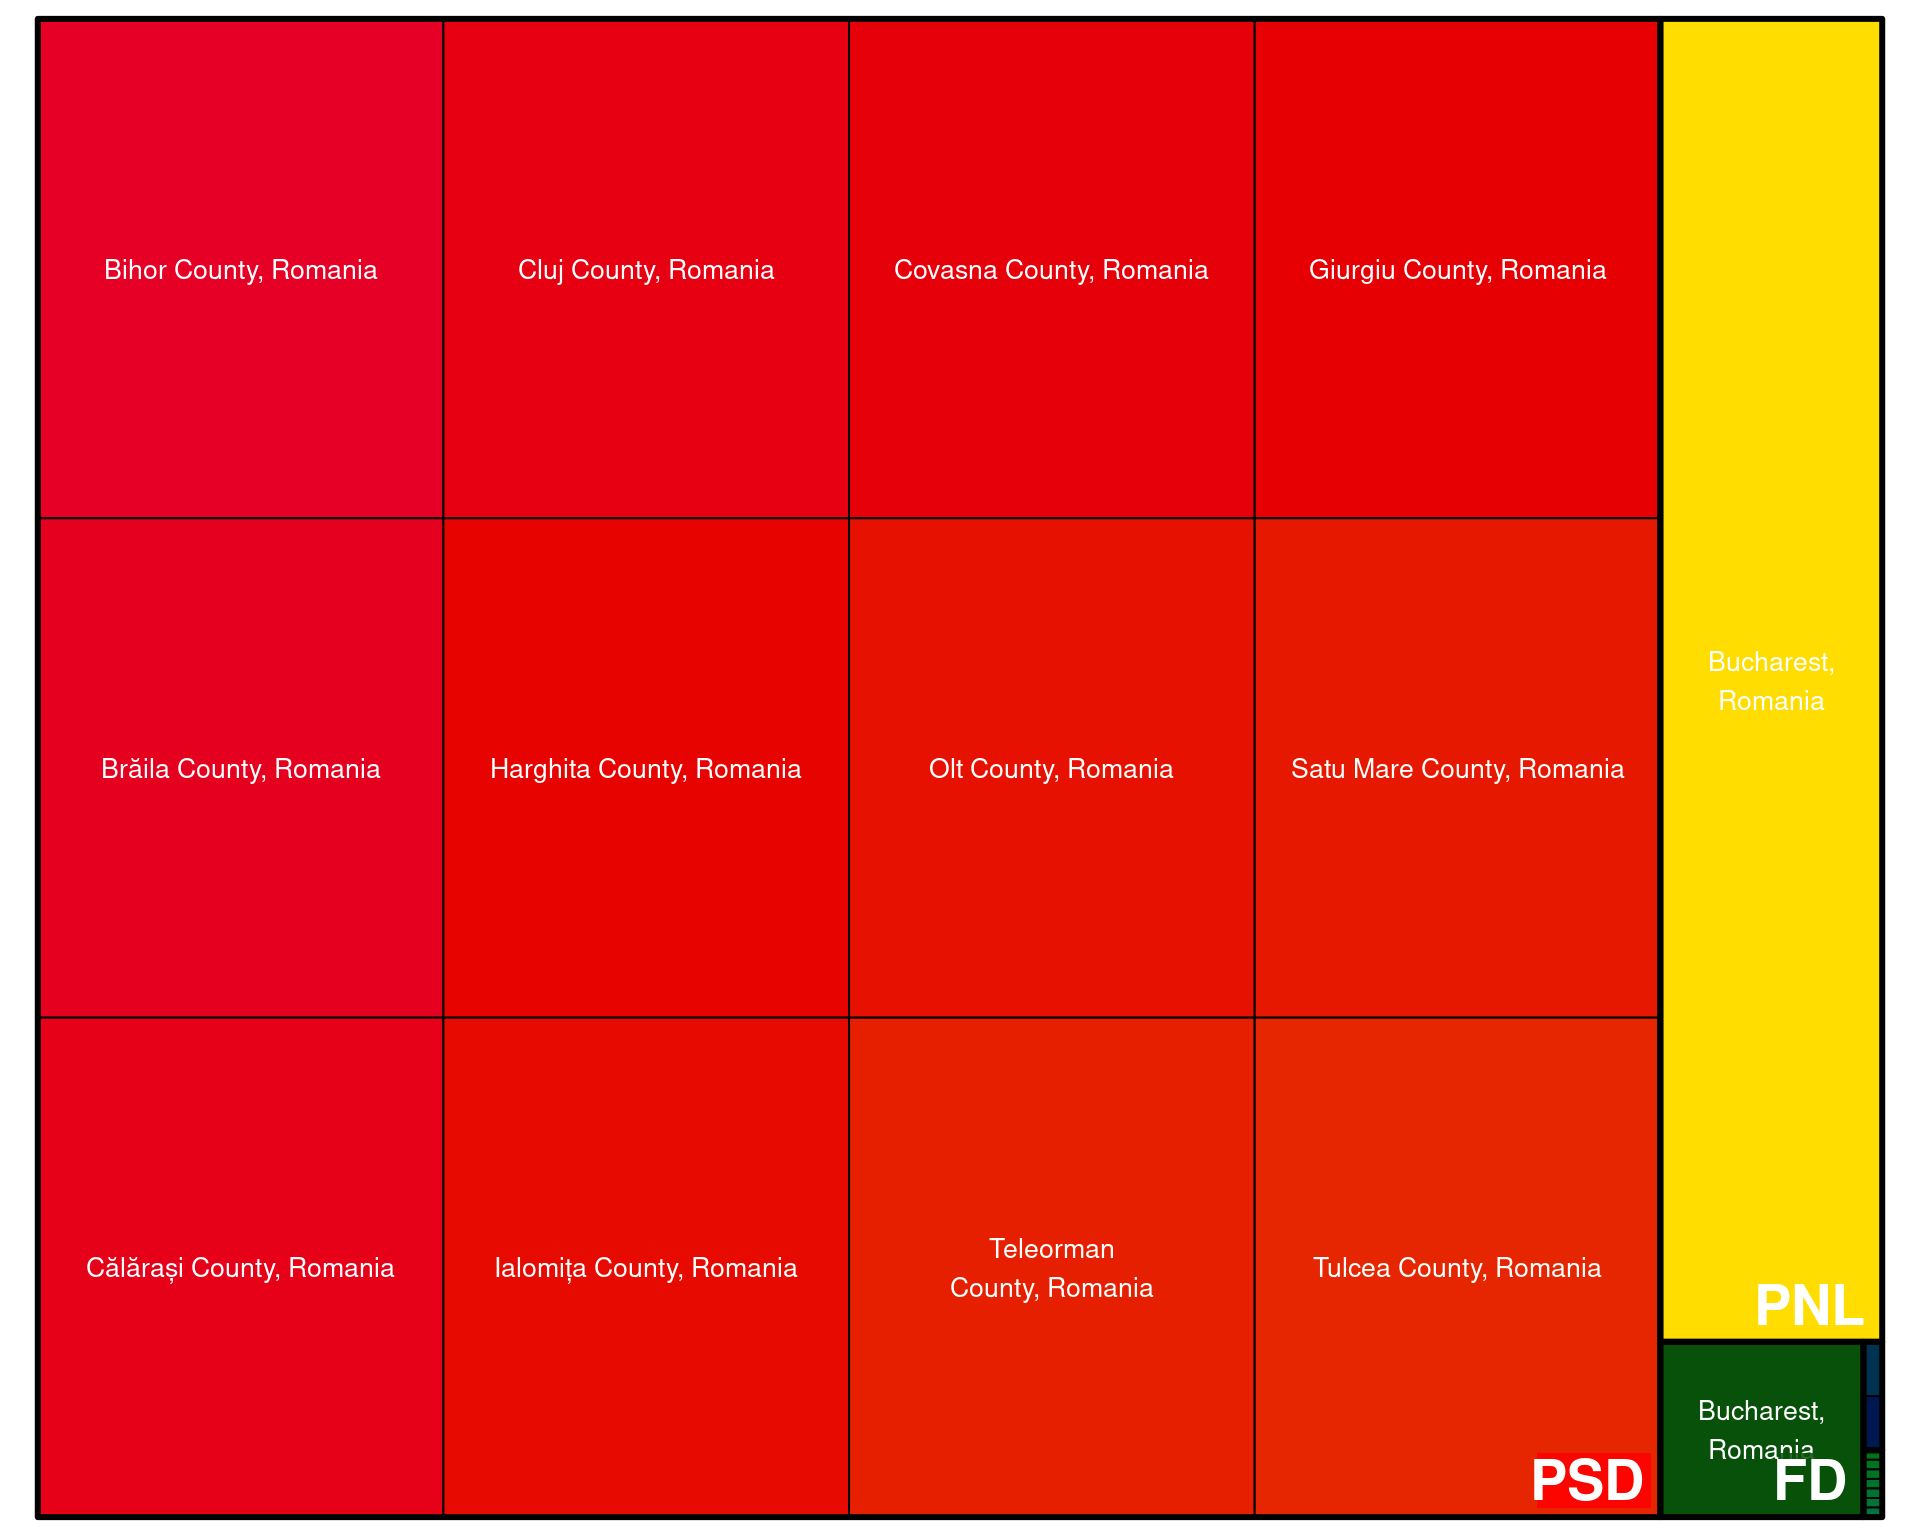 Bihor County, Romania
Cluj County, Romania
Covasna County, Romania
Giurgiu County, Romania
Brăila County, Romania
Harghita County, Romania
Olt County, Romania
Satu Mare County, Romania
Călărași County, Romania
Ialomița County, Romania
Teleorman
County, Romania
Tulcea County, Romania
PSD
Bucharest,
Romania
PNL
Bucharest,
Romania
FD